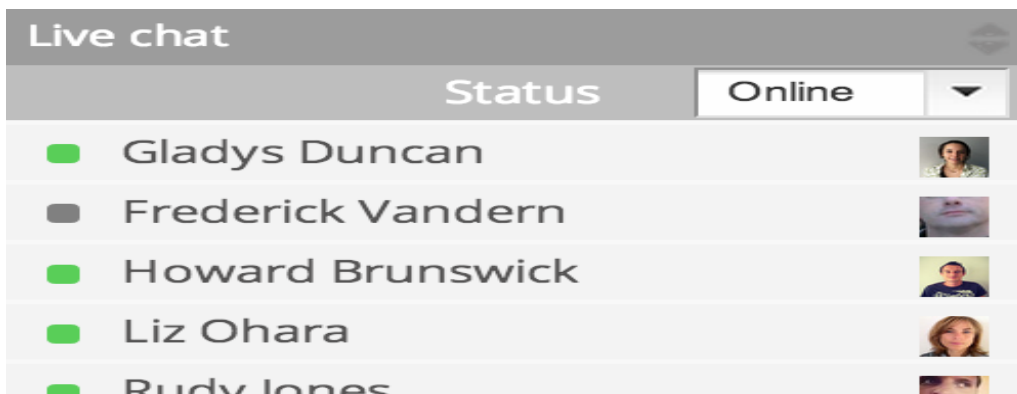 Live chat
Status Online
Gladys Duncan
Frederick Vandern
Howard Brunswick
Liz Ohara
Rudy Jones